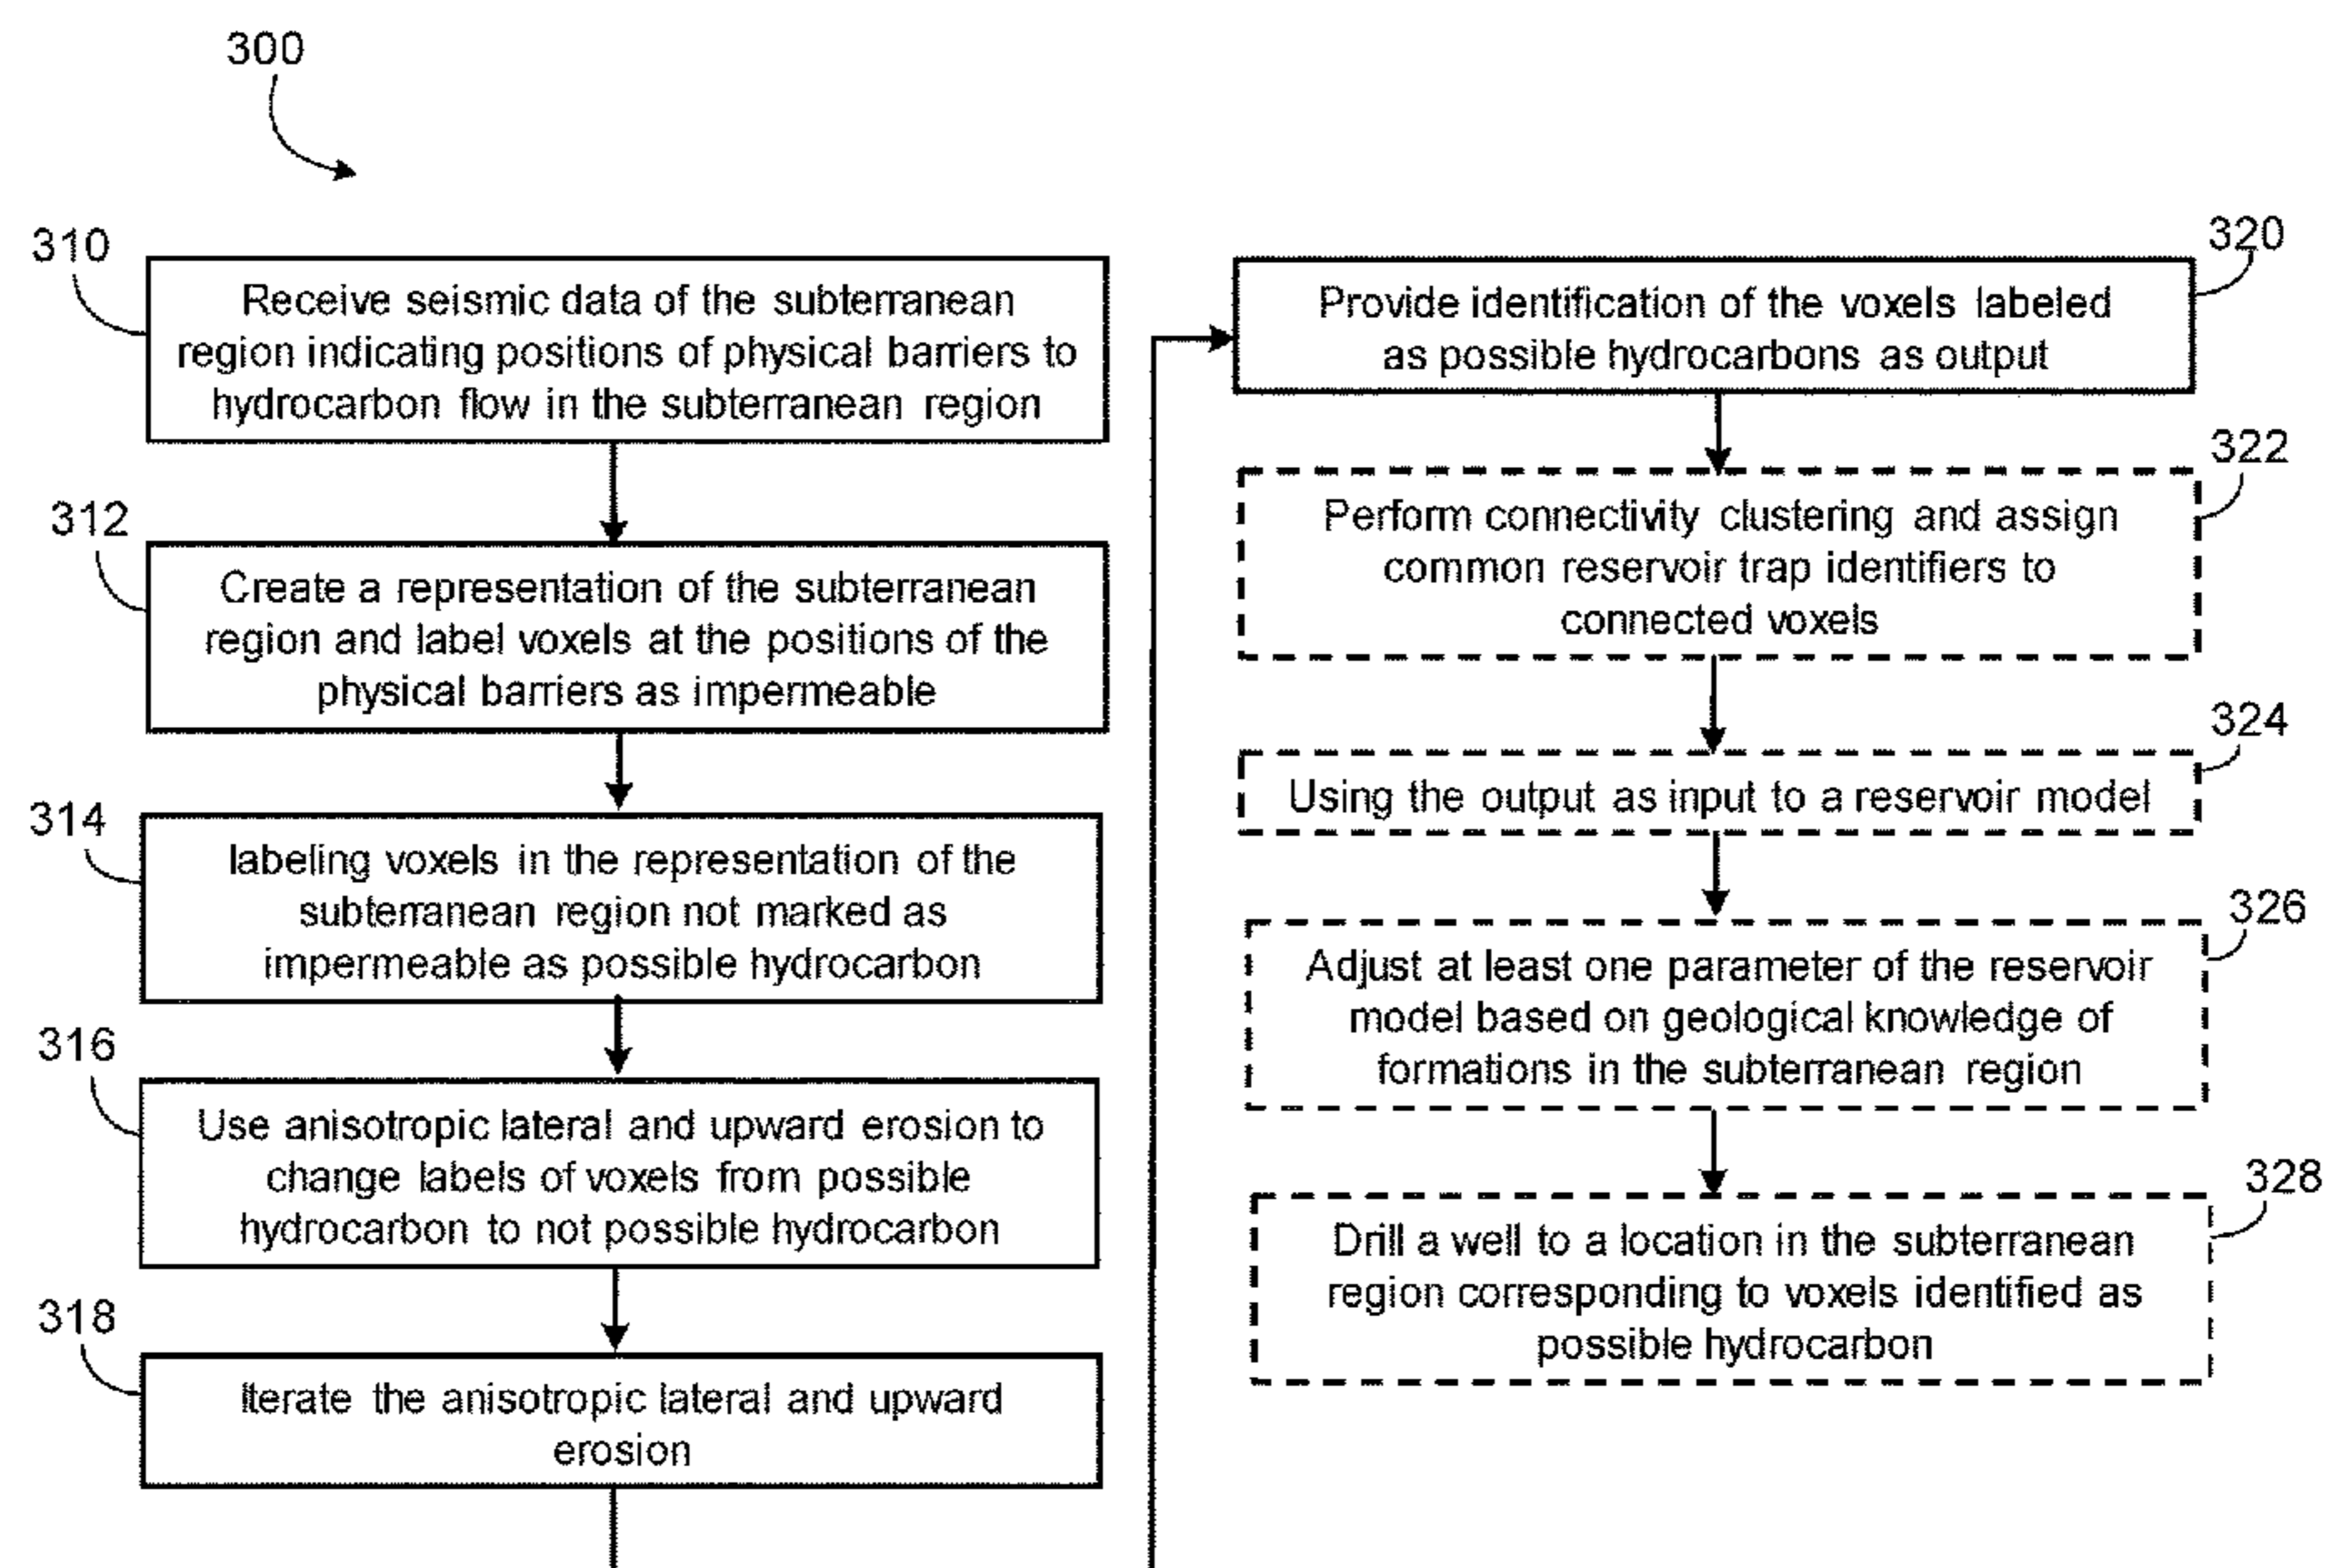 300
310
Receive seismic data of the subterranean
region indicating positions of physical barriers to
hydrocarbon flow in the subterranean region
312
Create a representation of the subterranean
region and label voxels at the positions of the
physical barriers as impermeable
314
labeling voxels in the representation of the
subterranean region not marked as
impermeable as possible hydrocarbon
316
Use anisotropic lateral and upward erosion to
change labels of voxels from possible
hydrocarbon to not possible hydrocarbon
318
Iterate the anisotropic lateral and upward
erosion
320
Provide identification of the voxels labeled
as possible hydrocarbons as output
322
Perform connectivity clustering and assign
common reservoir trap identifiers to
connected voxels
324
Using the output as input to a reservoir model
326
Adjust at least one parameter of the reservoir
model based on geological knowledge of
formations in the subterranean region
328
Drill a well to a location in the subterranean
region corresponding to voxels identified as
possible hydrocarbon